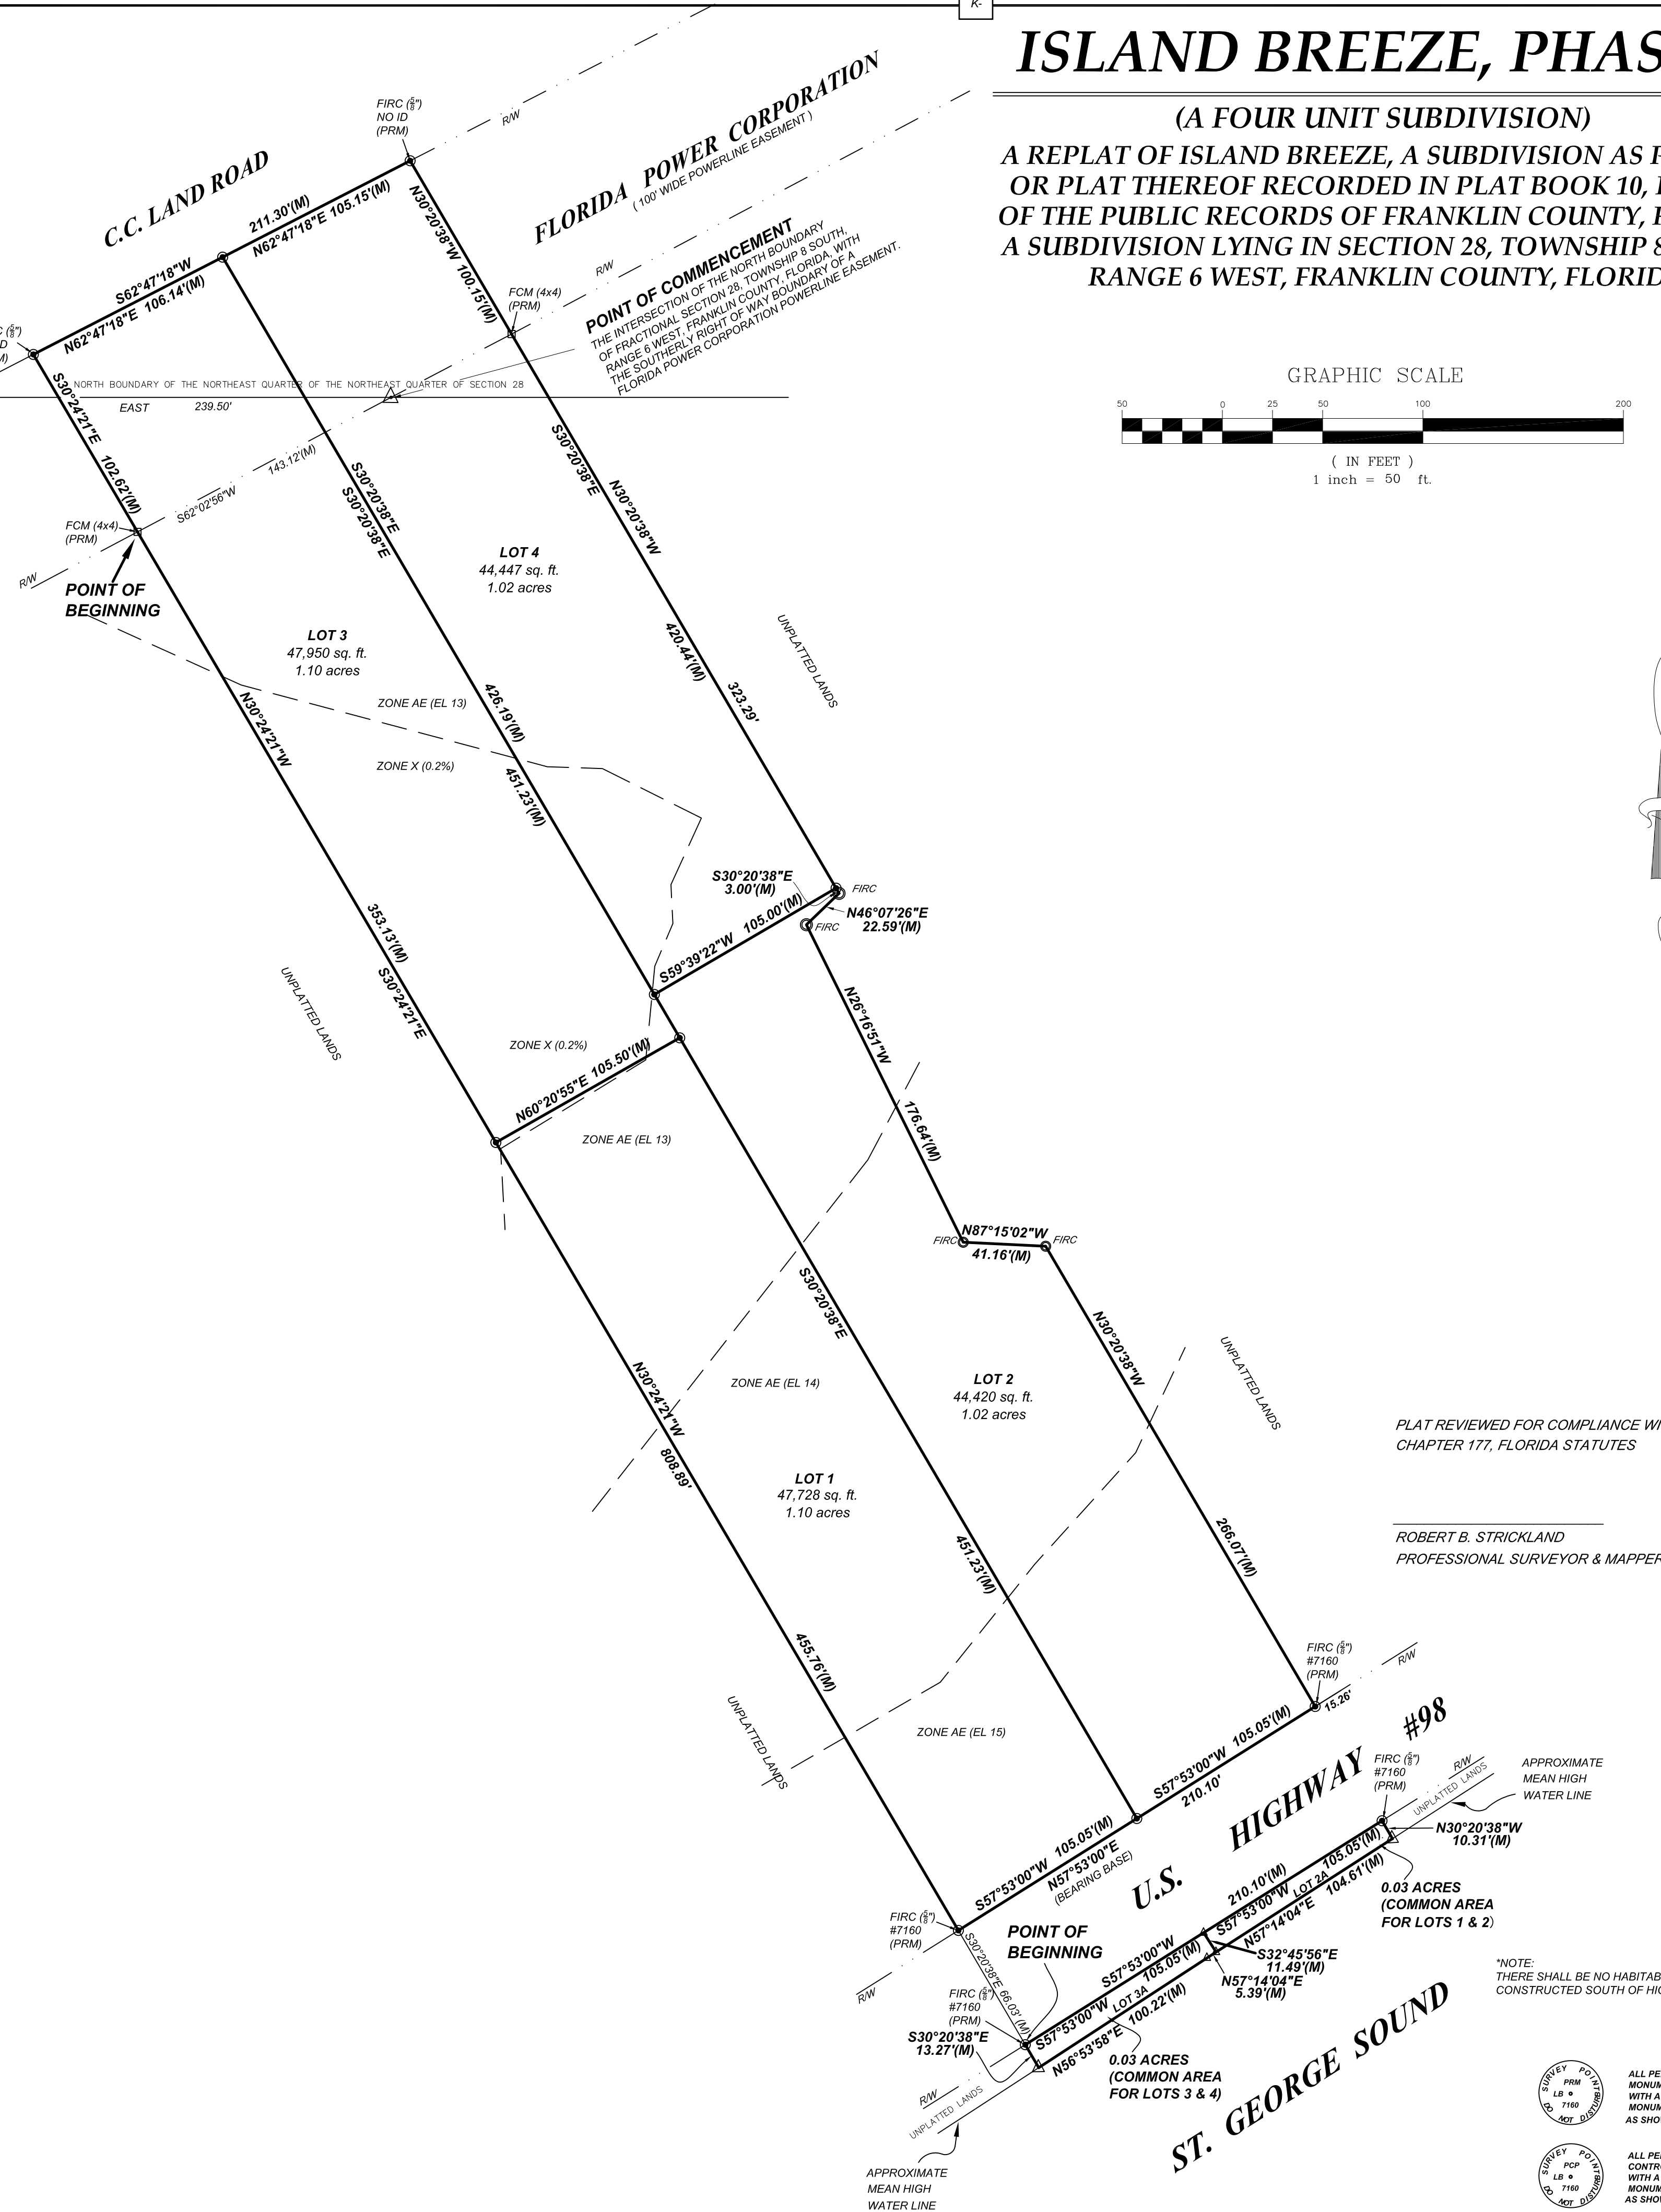 K-
ISLAND BREEZE, PHAS
(A FOUR UNIT SUBDIVISION)
A REPLAT OF ISLAND BREEZE, A SUBDIVISION AS
OR PLAT THEREOF RECORDED IN PLAT BOOK 10,
OF THE PUBLIC RECORDS OF FRANKLIN COUNTY,
A SUBDIVISION LYING IN SECTION 28, TOWNSHIP 8
RANGE 6 WEST, FRANKLIN COUNTY, FLORID
GRAPHIC SCALE
50 0 25 50 100 200
( IN FEET )
1 inch = 50 ft.
C.C. LAND ROAD
FIRC (5/8")
NO ID
(PRM)
R/W
FLORIDA POWER CORPORATION
( 100' WIDE POWERLINE EASEMENT )
R/W
211.30'(M)
N62°47'18"E 105.15'(M)
S62°47'18"W
N62°47'18"E 106.14'(M)
N30°20'38"W 100.15'(M)
FCM (4x4)
(PRM)
POINT OF COMMENCEMENT
THE INTERSECTION OF THE NORTH BOUNDARY
OF FRACTIONAL SECTION 28, TOWNSHIP 8 SOUTH,
RANGE 6 WEST, FRANKLIN COUNTY, FLORIDA, WITH
THE SOUTHERLY RIGHT OF WAY BOUNDARY OF A
FLORIDA POWER CORPORATION POWERLINE EASEMENT.
NORTH BOUNDARY OF THE NORTHEAST QUARTER OF THE NORTHEAST QUARTER OF SECTION 28
EAST 239.50'
S30°24'21"E 102.62'(M)
S62°02'56"W 143.12'(M)
FCM (4x4)
(PRM)
R/W
POINT OF
BEGINNING
S30°20'38"E
S30°20'38"E
S30°20'38"E
N30°20'38"W
LOT 4
44,447 sq. ft.
1.02 acres
LOT 3
47,950 sq. ft.
1.10 acres
UNPLATTED LANDS
420.44'(M)
323.29'
ZONE AE (EL 13)
ZONE X (0.2%)
N30°24'21"W
426.19'(M)
451.23'(M)
S30°20'38"E
3.00'(M)
FIRC
S59°39'22"W 105.00'(M)
N46°07'26"E
22.59'(M)
FIRC
353.13'(M)
S30°24'21"E
UNPLATTED LANDS
N26°16'51"W
176.64'(M)
ZONE X (0.2%)
N60°20'55"E 105.50'(M)
ZONE AE (EL 13)
FIRC
N87°15'02"W
41.16'(M)
FIRC
S30°20'38"E
N30°20'38"W
UNPLATTED LANDS
N30°24'21"W
808.89'
ZONE AE (EL 14)
LOT 2
44,420 sq. ft.
1.02 acres
LOT 1
47,728 sq. ft.
1.10 acres
PLAT REVIEWED FOR COMPLIANCE WI
CHAPTER 177, FLORIDA STATUTES
ROBERT B. STRICKLAND
PROFESSIONAL SURVEYOR & MAPPER
451.23'(M)
266.07'(M)
455.76'(M)
UNPLATTED LANDS
ZONE AE (EL 15)
FIRC (5/8")
#7160
(PRM)
R/W
15.26'
S57°53'00"W 105.05'(M)
210.10'
U.S. HIGHWAY #98
S57°53'00"W 105.05'(M)
N57°53'00"E
(BEARING BASE)
FIRC (5/8")
#7160
(PRM)
R/W
UNPLATTED LANDS
APPROXIMATE
MEAN HIGH
WATER LINE
N30°20'38"W
10.31'(M)
FIRC (5/8")
#7160
(PRM)
R/W
S30°20'38"E 66.03' (M)
POINT OF
BEGINNING
210.10'(M)
S57°53'00"W
S57°53'00"W 105.05'(M)
LOT 2A
N57°14'04"E 104.61'(M)
0.03 ACRES
(COMMON AREA
FOR LOTS 1 & 2)
S32°45'56"E
11.49'(M)
N57°14'04"E
5.39'(M)
FIRC (5/8")
#7160
(PRM)
S57°53'00"W 105.05'(M)
LOT 3A
N56°53'58"E 100.22'(M)
S30°20'38"E
13.27'(M)
0.03 ACRES
(COMMON AREA
FOR LOTS 3 & 4)
R/W
UNPLATTED LANDS
APPROXIMATE
MEAN HIGH
WATER LINE
ST. GEORGE SOUND
*NOTE:
THERE SHALL BE NO HABITAB
CONSTRUCTED SOUTH OF HI
SURVEY POINT
PRM
LB
7160
DO NOT DISTURB
ALL PE
MONUM
WITH A
MONUM
AS SHO
SURVEY POINT
PCP
LB
7160
DO NOT DISTURB
ALL PE
CONTR
WITH A
MONUM
AS SHO